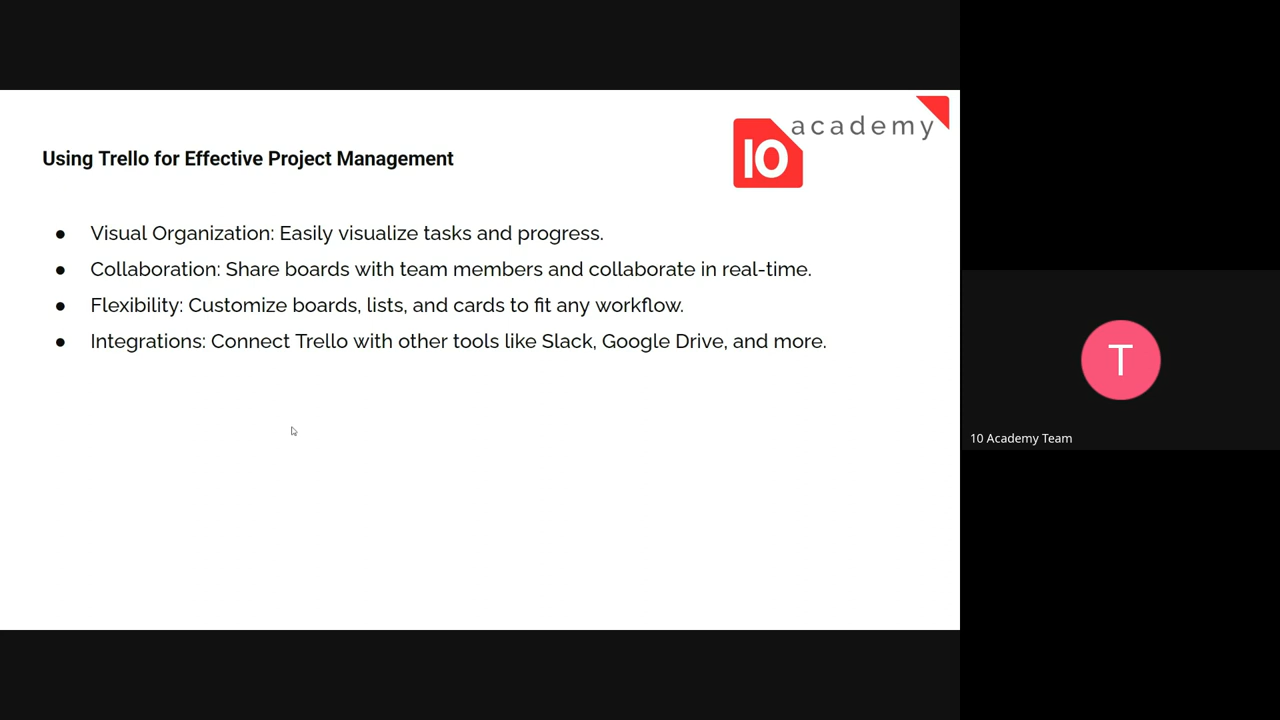 10 academy
Using Trello for Effective Project Management
● Visual Organization: Easily visualize tasks and progress.
● Collaboration: Share boards with team members and collaborate in real-time.
● Flexibility: Customize boards, lists, and cards to fit any workflow.
● Integrations: Connect Trello with other tools like Slack, Google Drive, and more.
T
10 Academy Team